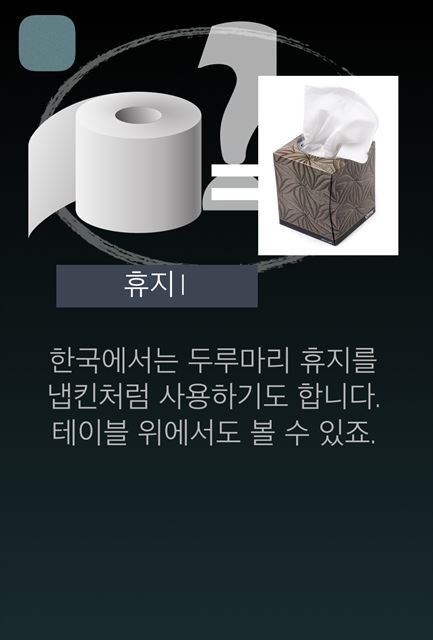 휴지 I
한국에서는 두루마리 휴지를
냅킨처럼 사용하기도 합니다.
테이블 위에서도 볼 수 있죠.